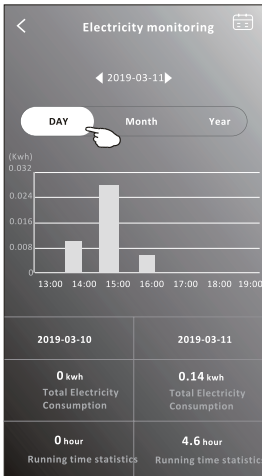 Electricity monitoring
2019-03-11
DAY Month Year
(Kwh)
0.032
0.024
0.016
0.008
0
13:00 14:00 15:00 16:00 17:00 18:00 19:00
2019-03-10 2019-03-11
0 kwh 0.14 kwh
Total Electricity Total Electricity
Consumption Consumption
0 hour 4.6 hour
Running time statistics Running time statistic